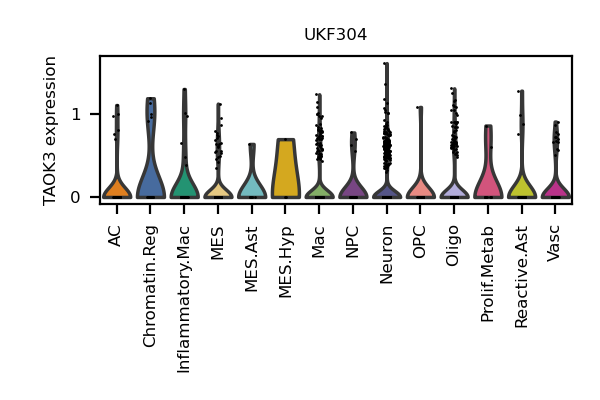 UKF304
TAOK3 expression
1
0
AC
Chromatin.Reg
Inflammatory.Mac
MES
MES.Ast
MES.Hyp
Mac
NPC
Neuron
OPC
Oligo
Prolif.Metab
Reactive.Ast
Vasc